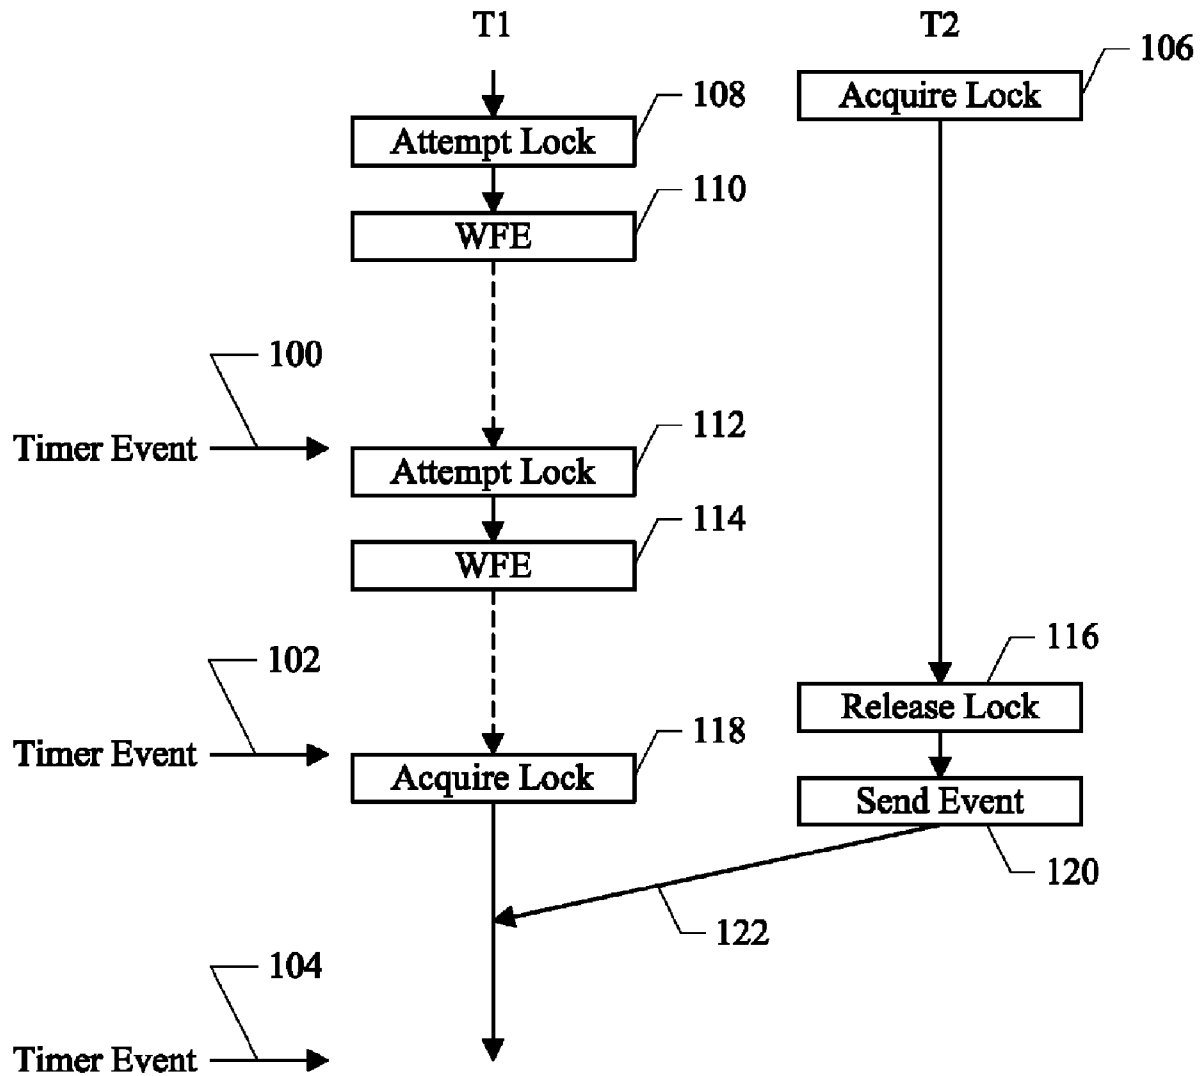 T1
T2
106
Acquire Lock
108
Attempt Lock
110
WFE
100
Timer Event
112
Attempt Lock
114
WFE
116
102
Release Lock
118
Timer Event
Acquire Lock
Send Event
120
122
104
Timer Event